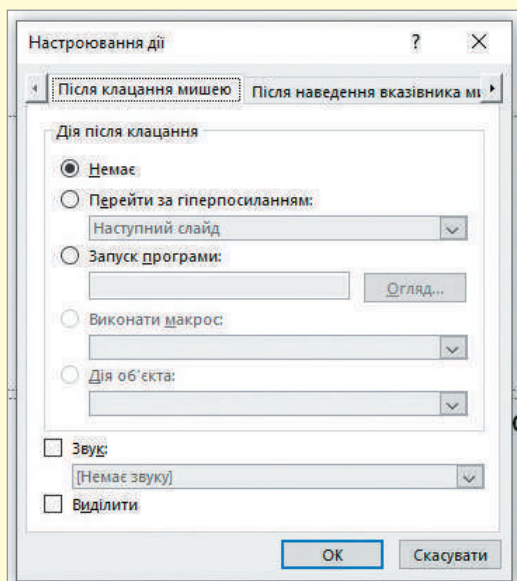 Настроювання дії ? ×
Після клацання мишею Після наведення вказівника ми
Дія після клацання
Немає
Перейти за гіперпосиланням:
Наступний слайд
Запуск програми:
Огляд...
Виконати макрос:
Дія об'єкта:
Звук:
[Немає звуку]
Виділити
ОК Скасувати